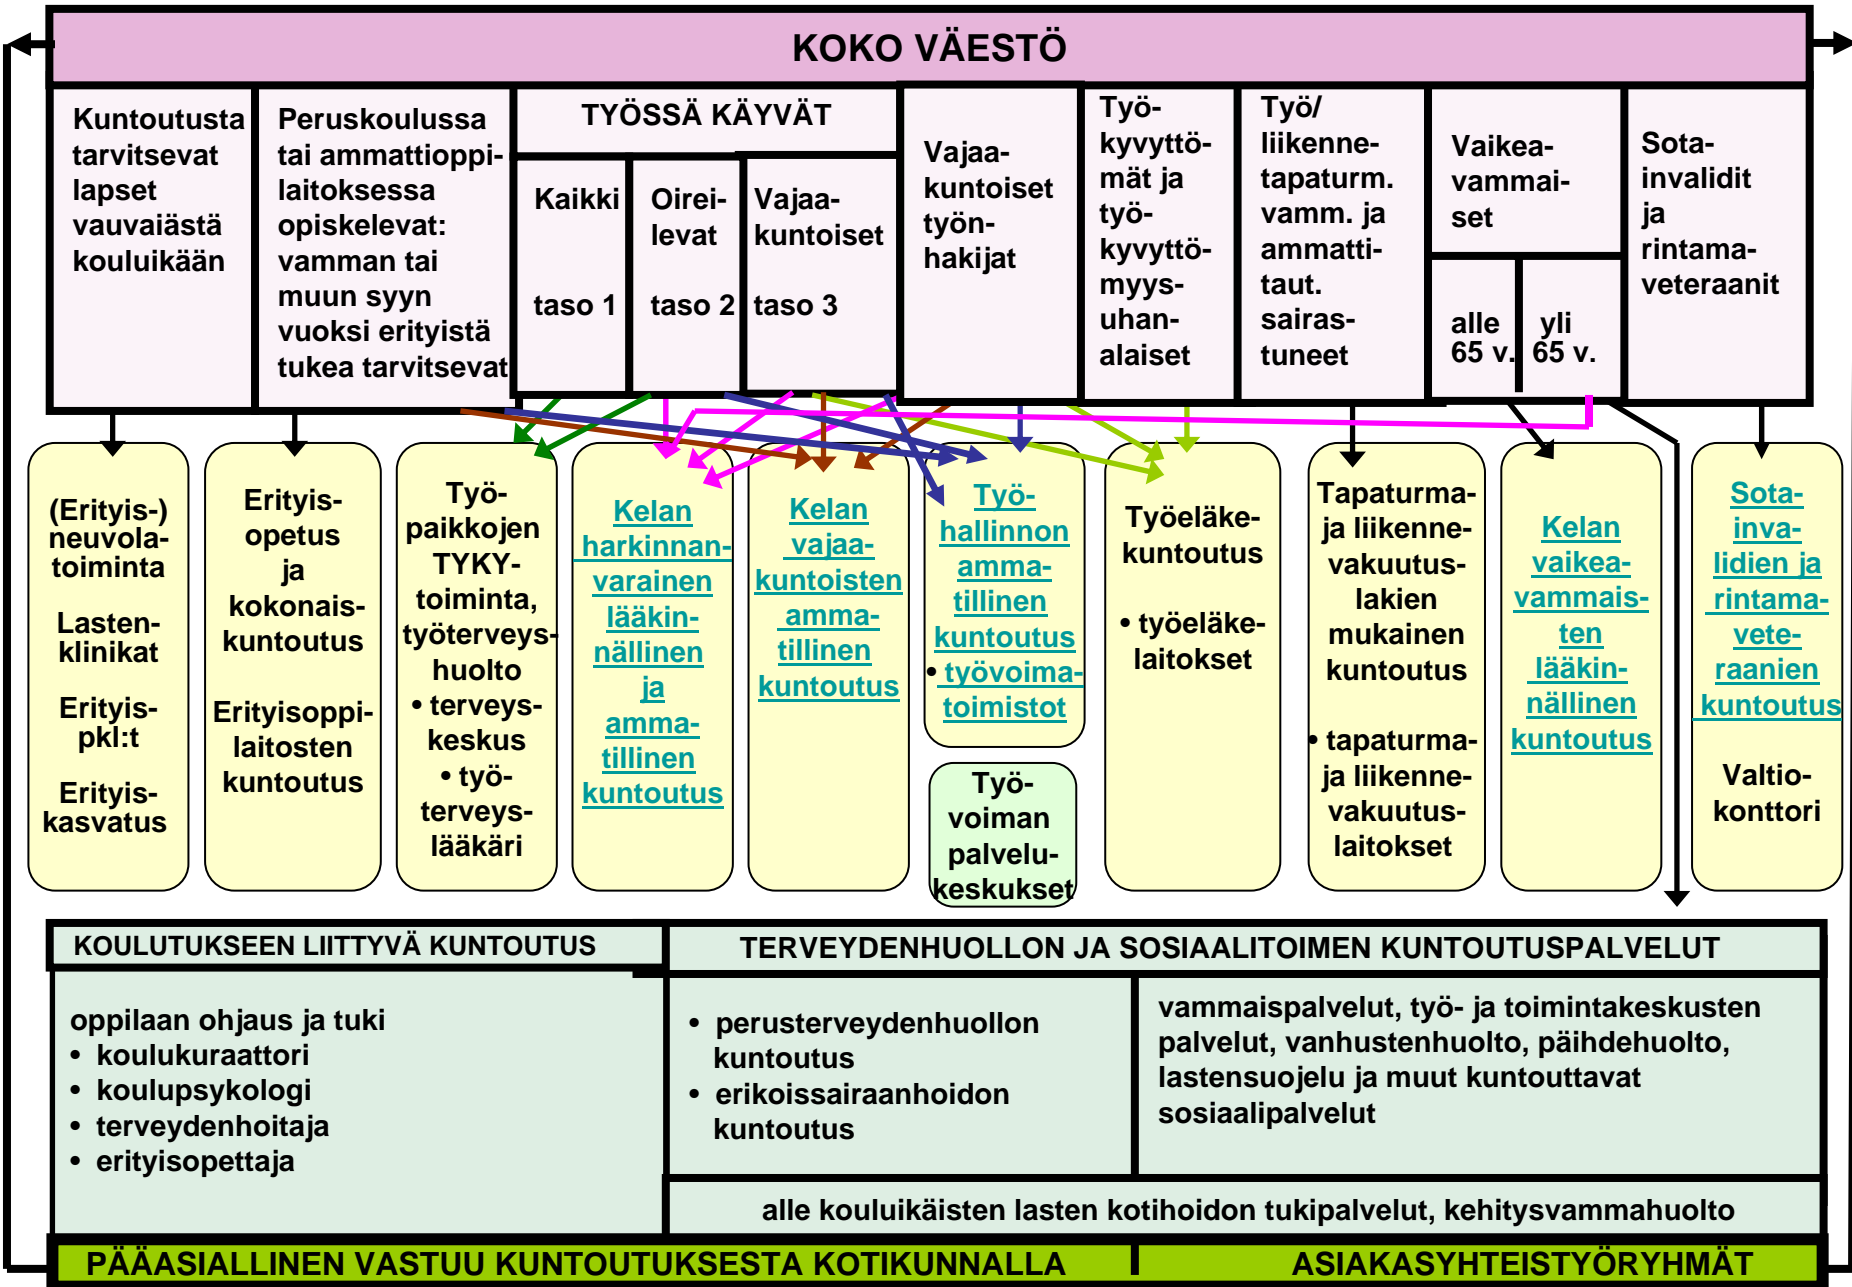 KOKO VÄESTÖ
Kuntoutusta
tarvitsevat
lapset
vauvaiästä
kouluikään
Peruskoulussa
tai ammattioppi-
laitoksessa
opiskelevat:
vamman tai
muun syyn
vuoksi erityistä
tukea tarvitsevat
TYÖSSÄ KÄYVÄT
Kaikki
taso 1
Oirei-
levat
taso 2
Vajaa-
kuntoiset
taso 3
Vajaa-
kuntoiset
työn-
hakijat
Työ-
kyvyttö-
mät ja
työ-
kyvyttö-
myys-
uhan-
alaiset
Työ/
liikenne-
tapaturm.
vamm. ja
ammatti-
taut.
sairas-
tuneet
Vaikea-
vammai-
set
alle
65 v.
yli
65 v.
Sota-
invalidit
ja
rintama-
veteraanit
(Erityis-)
neuvola-
toiminta
Lasten-
klinikat
Erityis-
pkl:t
Erityis-
kasvatus
Erityis-
opetus
ja
kokonais-
kuntoutus
Erityisoppi-
laitosten
kuntoutus
Työ-
paikkojen
TYKY-
toiminta,
työterveys-
huolto
• terveys-
keskus
• työ-
terveys-
lääkäri
Kelan
harkinnan-
varainen
lääkin-
nällinen
ja
amma-
tillinen
kuntoutus
Kelan
vajaa-
kuntoisten
amma-
tillinen
kuntoutus
Työ-
hallinnon
amma-
tillinen
kuntoutus
• työvoima-
toimistot
Työ-
voiman
palvelu-
keskukset
Työeläke-
kuntoutus
• työeläke-
laitokset
Tapaturma-
ja liikenne-
vakuutus-
lakien
mukainen
kuntoutus
• tapaturma-
ja liikenne-
vakuutus-
laitokset
Kelan
vaikea-
vammais-
ten
lääkin-
nällinen
kuntoutus
Sota-
inva-
lidien ja
rintama-
vete-
raanien
kuntoutus
Valtio-
konttori
KOULUTUKSEEN LIITTYVÄ KUNTOUTUS
oppilaan ohjaus ja tuki
• koulukuraattori
• koulupsykologi
• terveydenhoitaja
• erityisopettaja
TERVEYDENHUOLLON JA SOSIAALITOIMEN KUNTOUTUSPALVELUT
• perusterveydenhuollon
kuntoutus
• erikoissairaanhoidon
kuntoutus
vammaispalvelut, työ- ja toimintakeskusten
palvelut, vanhustenhuolto, päihdehuolto,
lastensuojelu ja muut kuntouttavat
sosiaalipalvelut
alle kouluikäisten lasten kotihoidon tukipalvelut, kehitysvammahuolto
PÄÄASIALLINEN VASTUU KUNTOUTUKSESTA KOTIKUNNALLA
ASIAKASYHTEISTYÖRYHMÄT